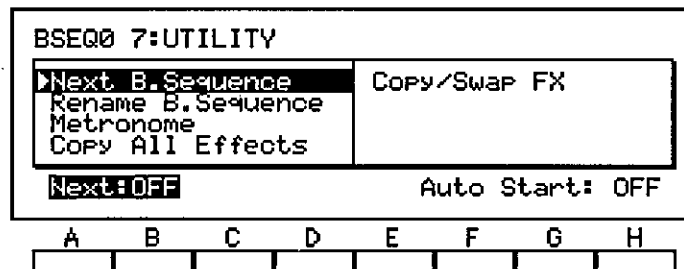 BSEQ0 7:UTILITY
▶Next B.Sequence
Rename B.Sequence
Metronome
Copy All Effects
Copy/Swap FX
Next:OFF Auto Start: OFF
A B C D E F G H